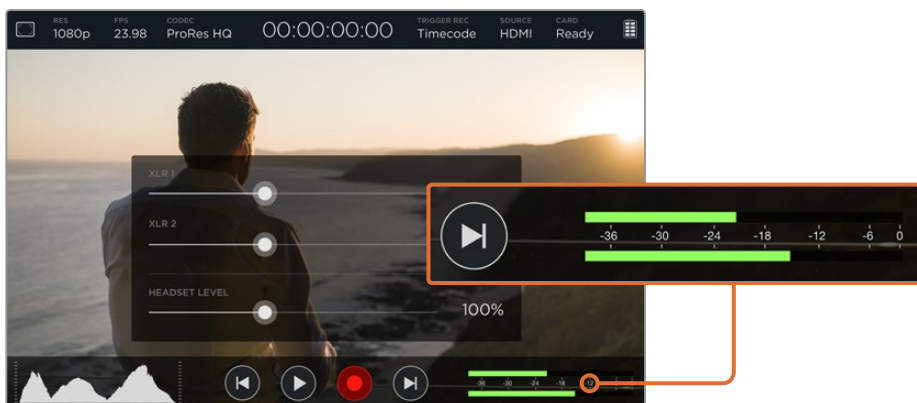 RES
1080p
FPS
23.98
CODEC
ProRes HQ
00:00:00:00
TRIGGER REC
Timecode
SOURCE
HDMI
CARD
Ready
XLR 1
XLR 2
HEADSET LEVEL
100%
-36 -30 -24 -18 -12 -6 0
-36 -30 -24 -18 -12